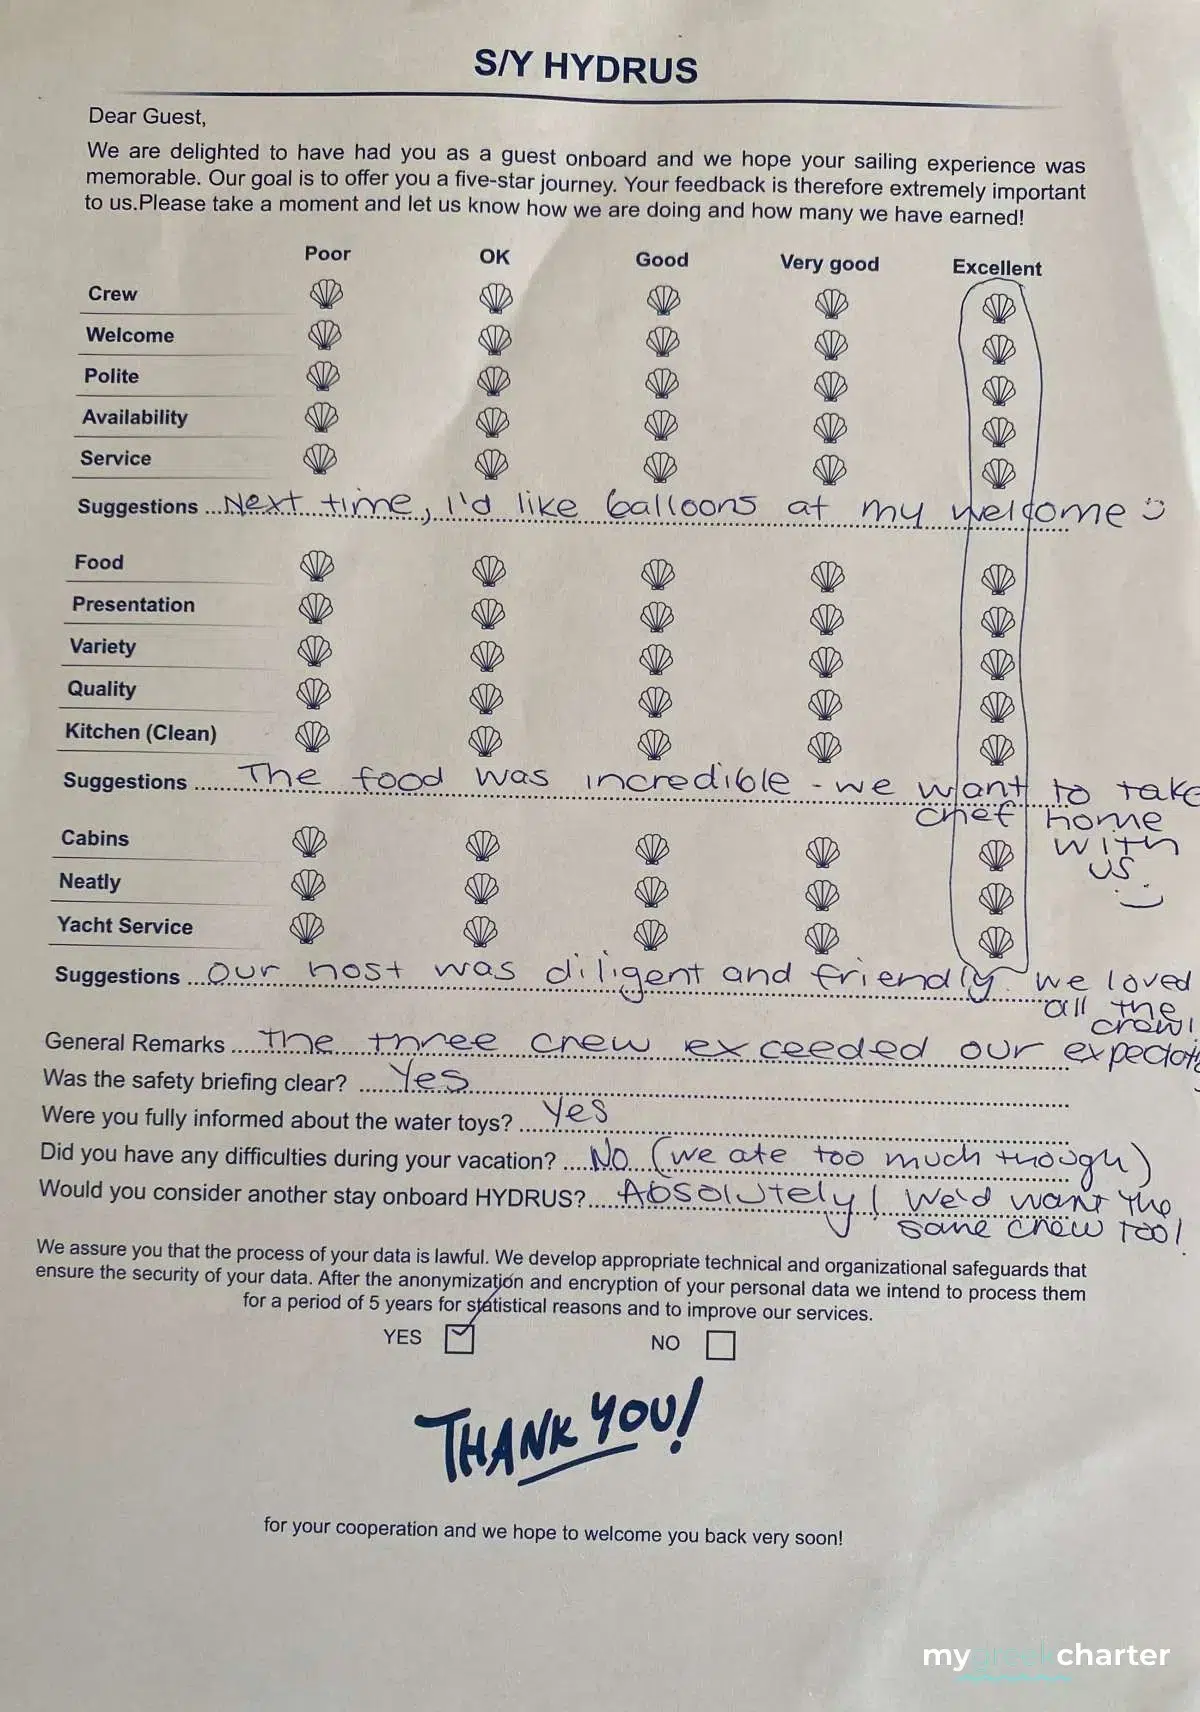 S/Y HYDRUS
Dear Guest,
We are delighted to have had you as a guest onboard and we hope your sailing experience was
memorable. Our goal is to offer you a five-star journey. Your feedback is therefore extremely important
to us.Please take a moment and let us know how we are doing and how many we have earned!
Poor OK Good Very good Excellent
Crew
Welcome
Polite
Availability
Service
Suggestions Next time, I'd like balloons at my welcome
Food
Presentation
Variety
Quality
Kitchen (Clean)
Suggestions The food was incredible - we want to take
chef home
with
us
Cabins
Neatly
Yacht Service
Suggestions Our host was diligent and friendly. We loved
all the
crew!
General Remarks The three crew exceeded our
Was the safety briefing clear? Yes
Were you fully informed about the water toys? Yes
Did you have any difficulties during your vacation? No (we ate too much though)
Would you consider another stay onboard HYDRUS? Absolutely! We'd want the
same crew too!
We assure you that the process of your data is lawful. We develop appropriate technical and organizational safeguards that
ensure the security of your data. After the anonymization and encryption of your personal data we intend to process them
for a period of 5 years for statistical reasons and to improve our services.
YES NO
THANK YOU!
for your cooperation and we hope to welcome you back very soon!
mygreekcharter